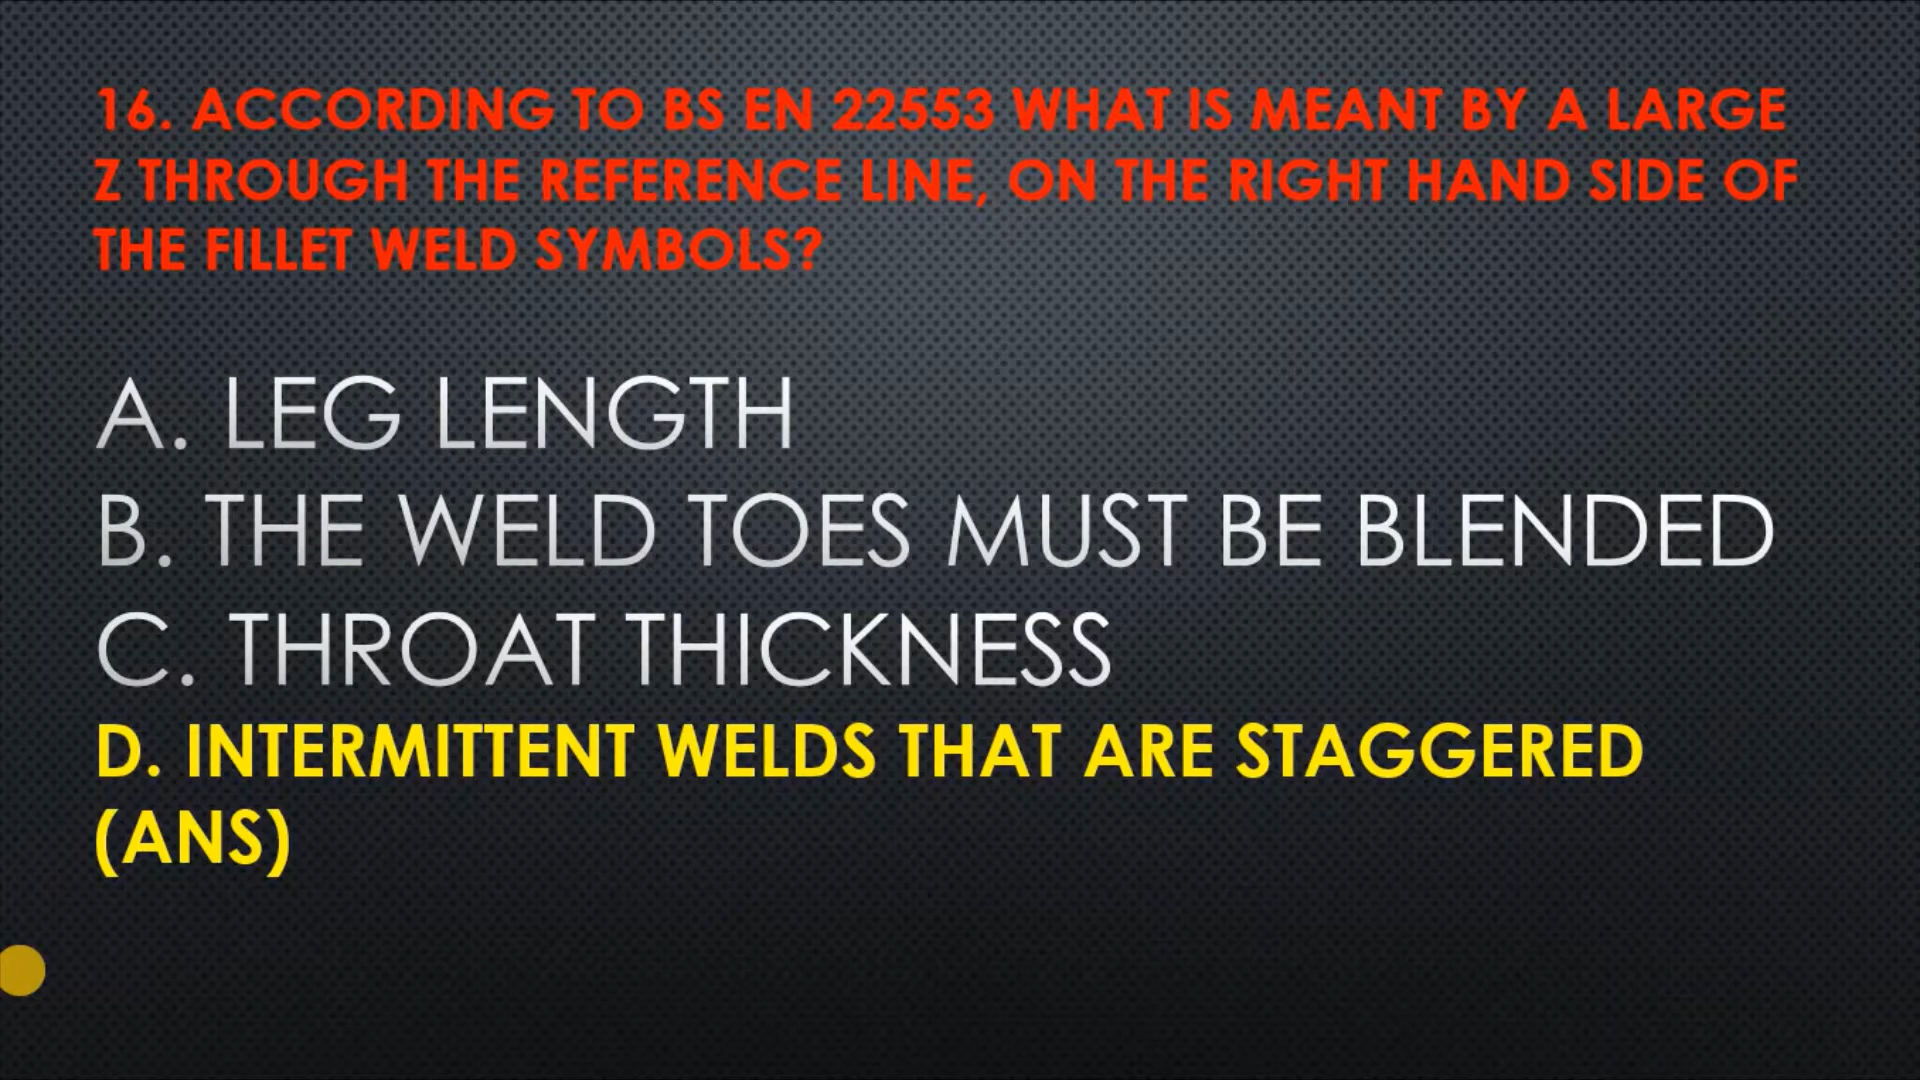 16. ACCORDING TO BS EN 22553 WHAT IS MEANT BY A LARGE
Z THROUGH THE REFERENCE LINE, ON THE RIGHT HAND SIDE OF
THE FILLET WELD SYMBOLS?
A. LEG LENGTH
B. THE WELD TOES MUST BE BLENDED
C. THROAT THICKNESS
D. INTERMITTENT WELDS THAT ARE STAGGERED
(ANS)